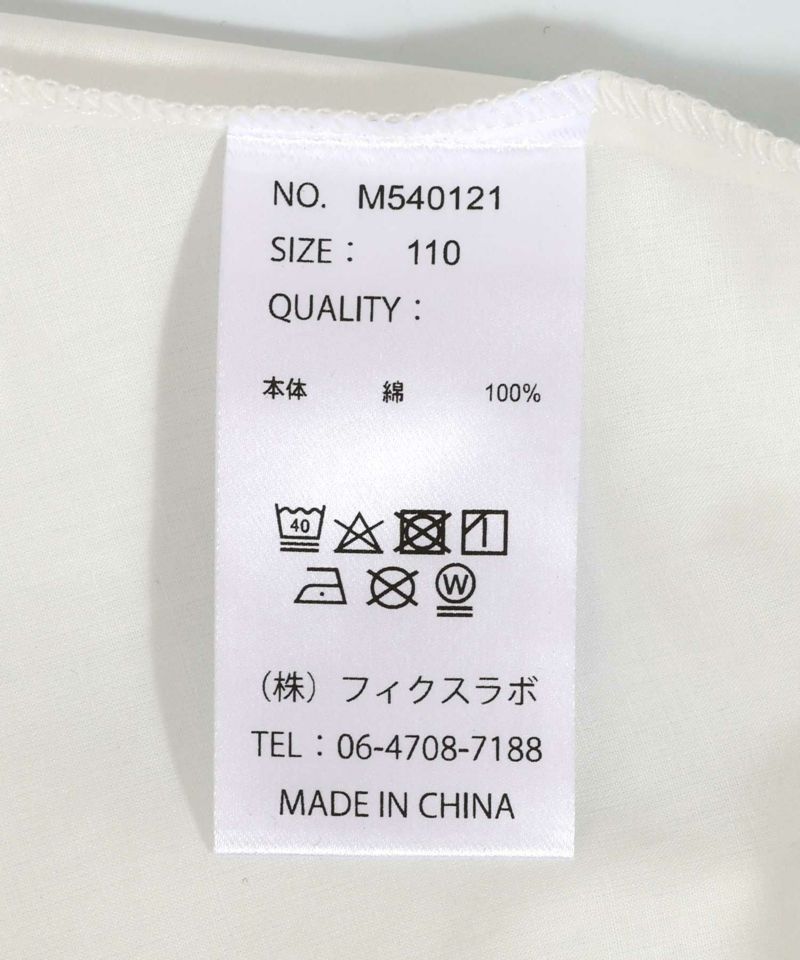 NO. M540121
SIZE： 110
QUALITY：
本体 綿 100%
40
W
（株）フィクスラボ
TEL：06-4708-7188
MADE IN CHINA